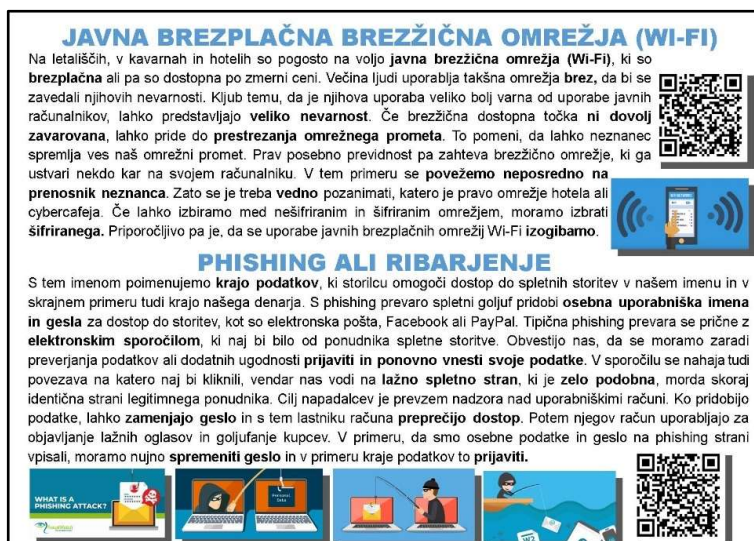 JAVNA BREZPLAČNA BREZŽIČNA OMREŽJA (WI-FI)
Na letališčih, v kavarnah in hotelih so pogosto na voljo javna brezžična omrežja (Wi-Fi), ki so
brezplačna ali pa so dostopna po zmerni ceni. Večina ljudi uporablja takšna omrežja brez, da bi se
zavedali njihovih nevarnosti. Kljub temu, da je njihova uporaba veliko bolj varna od uporabe javnih
računalnikov, lahko predstavljajo veliko nevarnost. Če brezžična dostopna točka ni dovolj
zavarovana, lahko pride do prestrezanja omrežnega prometa. To pomeni, da lahko neznanec
spremlja ves naš omrežni promet. Prav posebno previdnost pa zahteva brezžično omrežje, ki ga
ustvari nekdo kar na svojem računalniku. V tem primeru se povežemo neposredno na
prenosnik neznanca. Zato se je treba vedno pozanimati, katero je pravo omrežje hotela ali
cybercafeja. Če lahko izbiramo med nešifriranim in šifriranim omrežjem, moramo izbrati
šifriranega. Priporočljivo pa je, da se uporabe javnih brezplačnih omrežij Wi-Fi izogibamo.
PHISHING ALI RIBARJENJE
S tem imenom poimenujemo krajo podatkov, ki storilcu omogoči dostop do spletnih storitev v našem imenu in v
skrajnem primeru tudi krajo našega denarja. S phishing prevaro spletni goljuf pridobi osebna uporabniška imena
in gesla za dostop do storitev, kot so elektronska pošta, Facebook ali PayPal. Tipična phishing prevara se prične z
elektronskim sporočilom, ki naj bi bilo od ponudnika spletne storitve. Obvestijo nas, da se moramo zaradi
preverjanja podatkov ali dodatnih ugodnosti prijaviti in ponovno vnesti svoje podatke. V sporočilu se nahaja tudi
povezava na katero naj bi kliknili, vendar nas vodi na lažno spletno stran, ki je zelo podobna, morda skoraj
identična strani legitimnega ponudnika. Cilj napadalcev je prevzem nadzora nad uporabniškimi računi. Ko pridobijo
podatke, lahko zamenjajo geslo in s tem lastniku računa preprečijo dostop. Potem njegov račun uporabljajo za
objavljanje lažnih oglasov in goljufanje kupcev. V primeru, da smo osebne podatke in geslo na phishing strani
vpisali, moramo nujno spremeniti geslo in v primeru kraje podatkov to prijaviti.
WHAT IS A
PHISHING ATTACK?
Personal
Data
W2